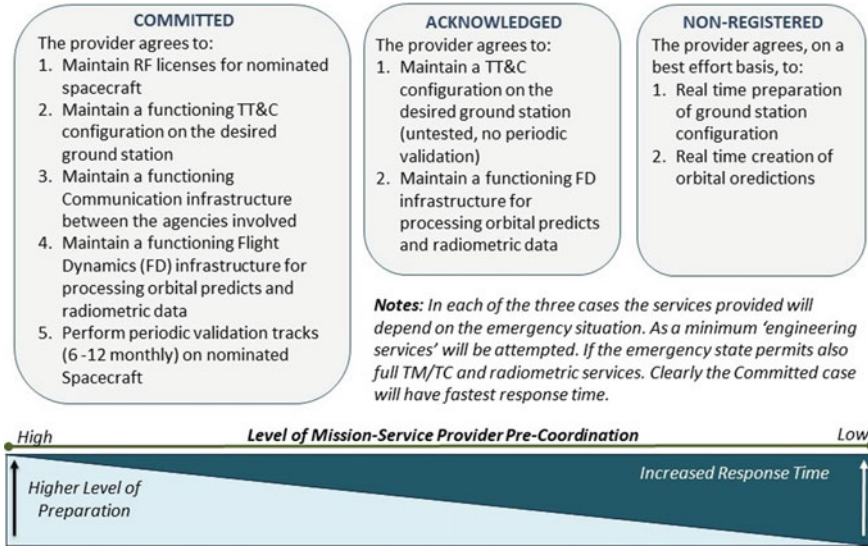 COMMITTED
The provider agrees to:
1. Maintain RF licenses for nominated
spacecraft
2. Maintain a functioning TT&C
configuration on the desired
ground station
3. Maintain a functioning
Communication infrastructure
between the agencies involved
4. Maintain a functioning Flight
Dynamics (FD) infrastructure for
processing orbital predicts and
radiometric data
5. Perform periodic validation tracks
(6 -12 monthly) on nominated
Spacecraft
ACKNOWLEDGED
The provider agrees to:
1. Maintain a TT&C
configuration on the
desired ground station
(untested, no periodic
validation)
2. Maintain a functioning FD
infrastructure for
processing orbital predicts
and radiometric data
NON-REGISTERED
The provider agrees, on a
best effort basis, to:
1. Real time preparation
of ground station
configuration
2. Real time creation of
orbital oredictions
Notes: In each of the three cases the services provided will
depend on the emergency situation. As a minimum ‘engineering
services’ will be attempted. If the emergency state permits also
full TM/TC and radiometric services. Clearly the Committed case
will have fastest response time.
High
Level of Mission-Service Provider Pre-Coordination
Low
Higher Level of
Preparation
Increased Response Time